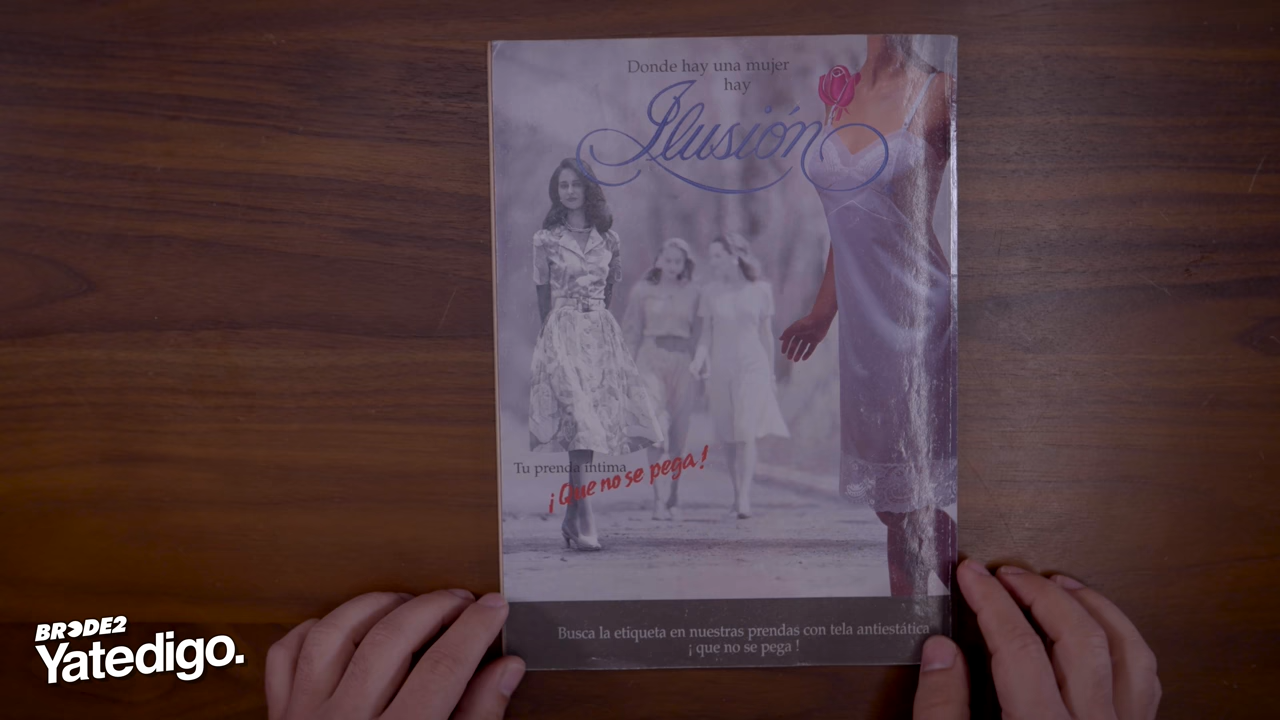 Donde hay una mujer
hay
Ilusión
Tu prenda íntima
¡Que no se pega!
Busca la etiqueta en nuestras prendas con tela antiestática
¡ que no se pega !
BRODE2
Yatedigo.